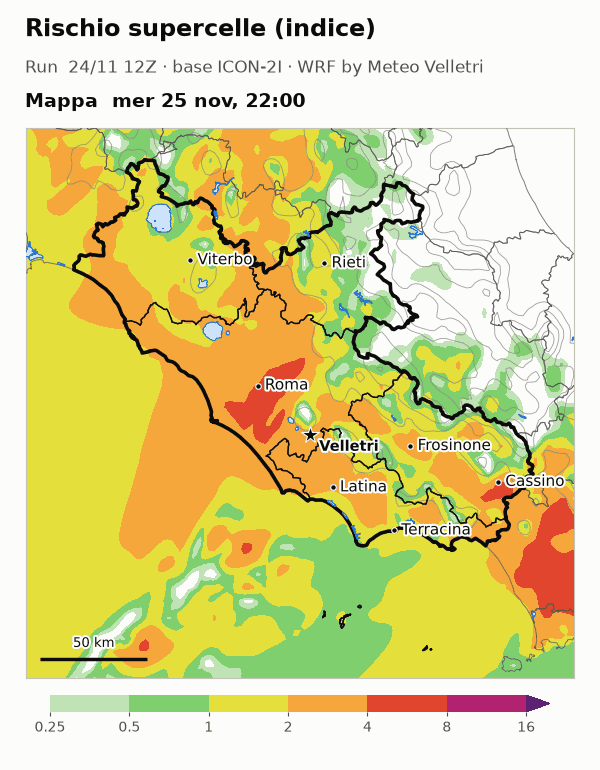 Rischio supercelle (indice)
Run  24/11 12Z · base ICON-2I · WRF by Meteo Velletri
Mappa  mer 25 nov, 22:00
Viterbo
Rieti
Roma
Velletri
Frosinone
Latina
Cassino
Terracina
50 km
0.25 0.5 1 2 4 8 16